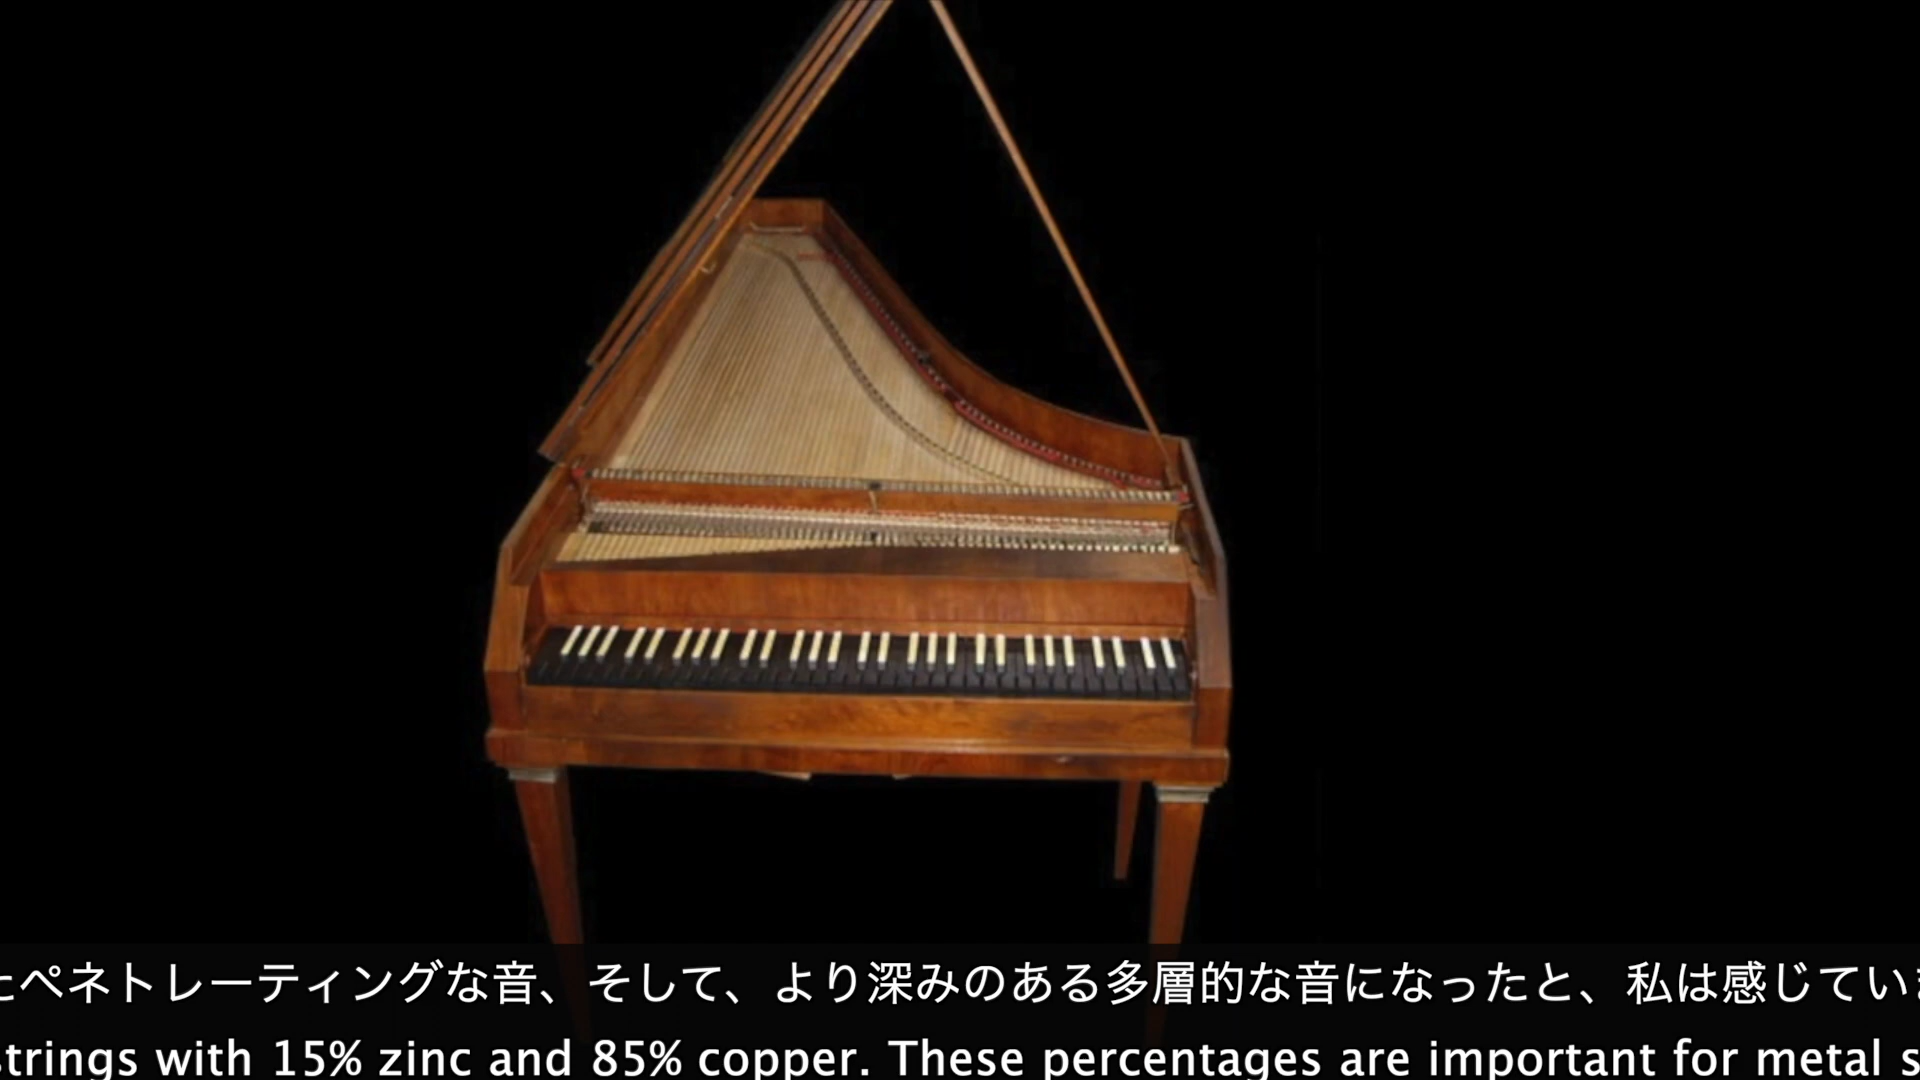 たペネトレーティングな音、そして、より深みのある多層的な音になったと、私は感じていま
strings with 15% zinc and 85% copper. These percentages are important for metal s